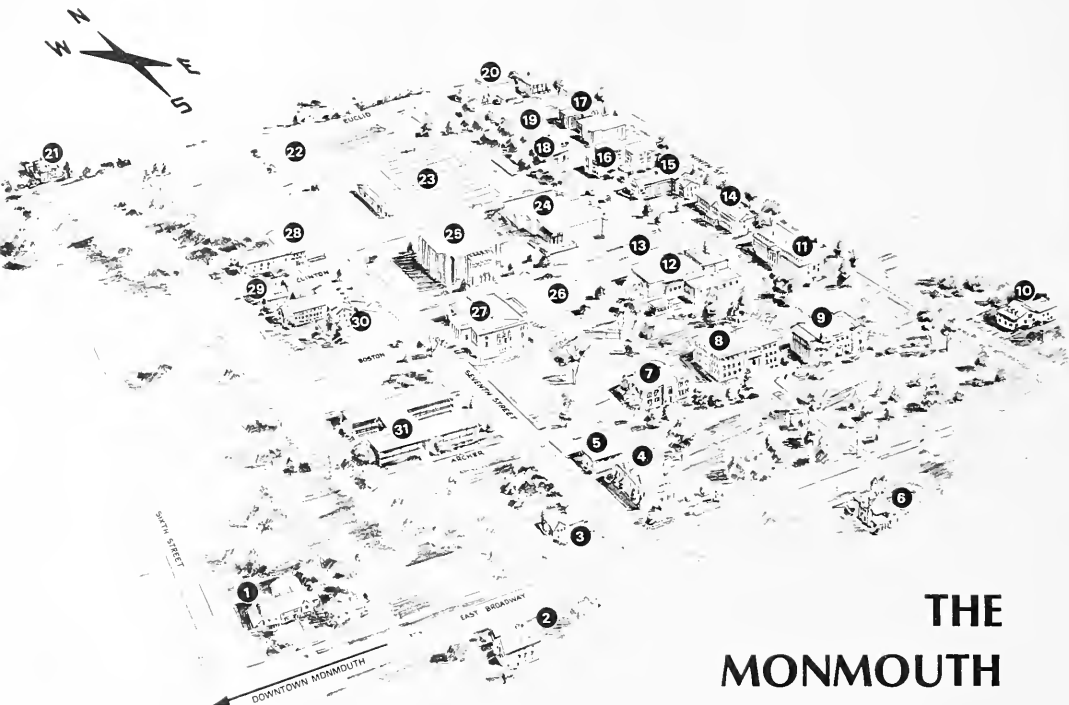 N
W
E
S
20
17
EUCLID
19
22
21
18
16
15
23
14
24
28
25
13
11
12
CLINTON
29
26
10
27
30
9
8
BOSTON
7
SEVENTH STREET
31
5
4
ARCHER
6
3
SIXTH STREET
1
EAST BROADWAY
2
THE
MONMOUTH
DOWNTOWN MONMOUTH